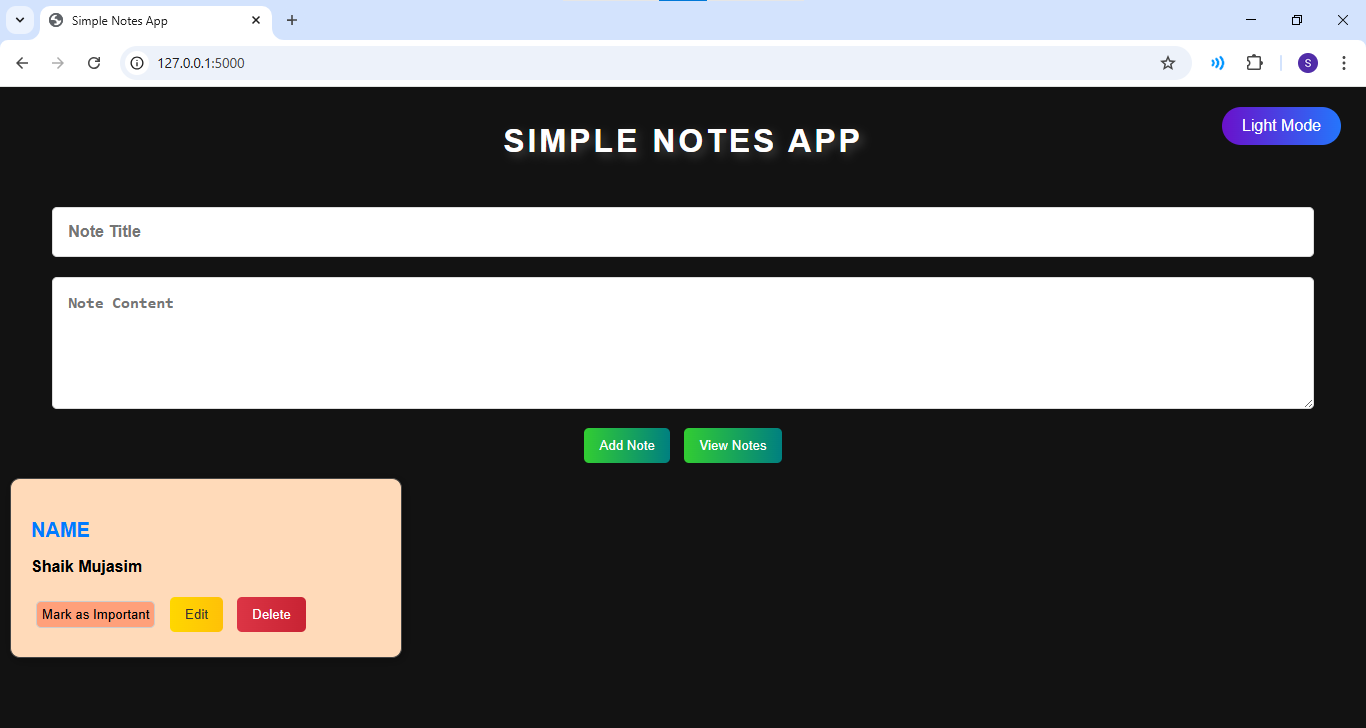 Simple Notes App
127.0.0.1:5000
S
Light Mode
SIMPLE NOTES APP
Note Title
Note Content
Add Note View Notes
NAME
Shaik Mujasim
Mark as Important Edit Delete